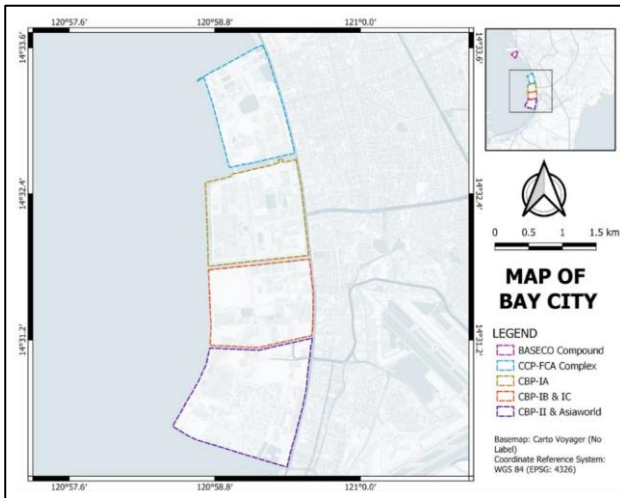 120°57.6' 120°58.8' 121°0.0'
14°33.6' 14°33.6'
14°32.4' 14°32.4'
14°31.2' 14°31.2'
120°57.6' 120°58.8' 121°0.0'
0 0.5 1 1.5 km
MAP OF
BAY CITY
LEGEND
BASECO Compound
CCP-FCA Complex
CBP-IA
CBP-IB & IC
CBP-II & Asiaworld
Basemap: Carto Voyager (No
Label)
Coordinate Reference System:
WGS 84 (EPSG: 4326)